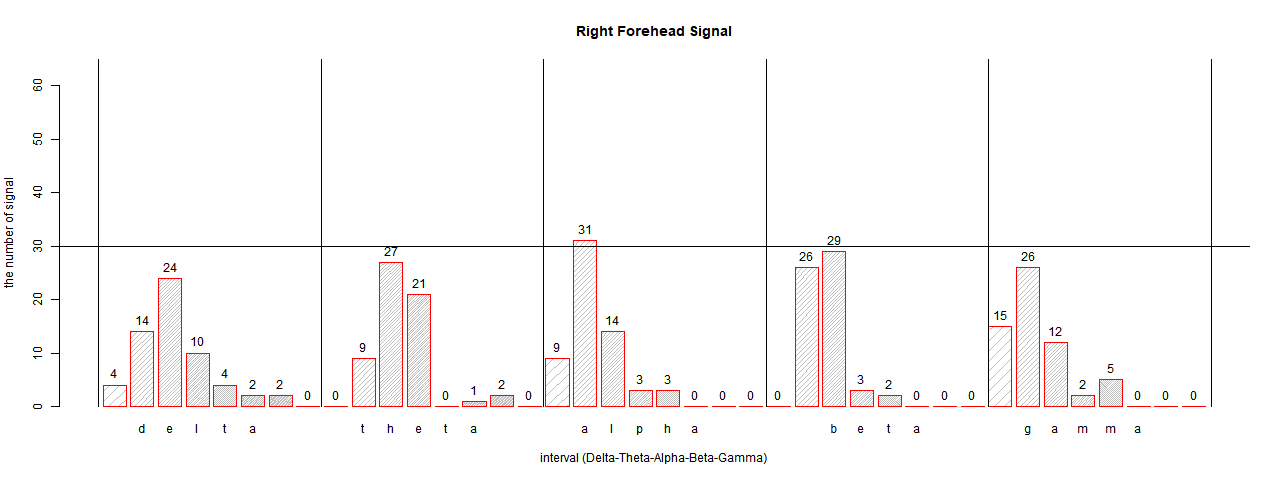 Right Forehead Signal
the number of signal
60
50
40
30
20
10
0
4 14 24 10 4 2 2 0 0 9 27 21 0 1 2 0 9 31 14 3 3 0 0 0 0 26 29 3 2 0 0 0 15 26 12 2 5 0 0 0
d e l t a t h e t a a l p h a b e t a g a m m a
interval (Delta-Theta-Alpha-Beta-Gamma)